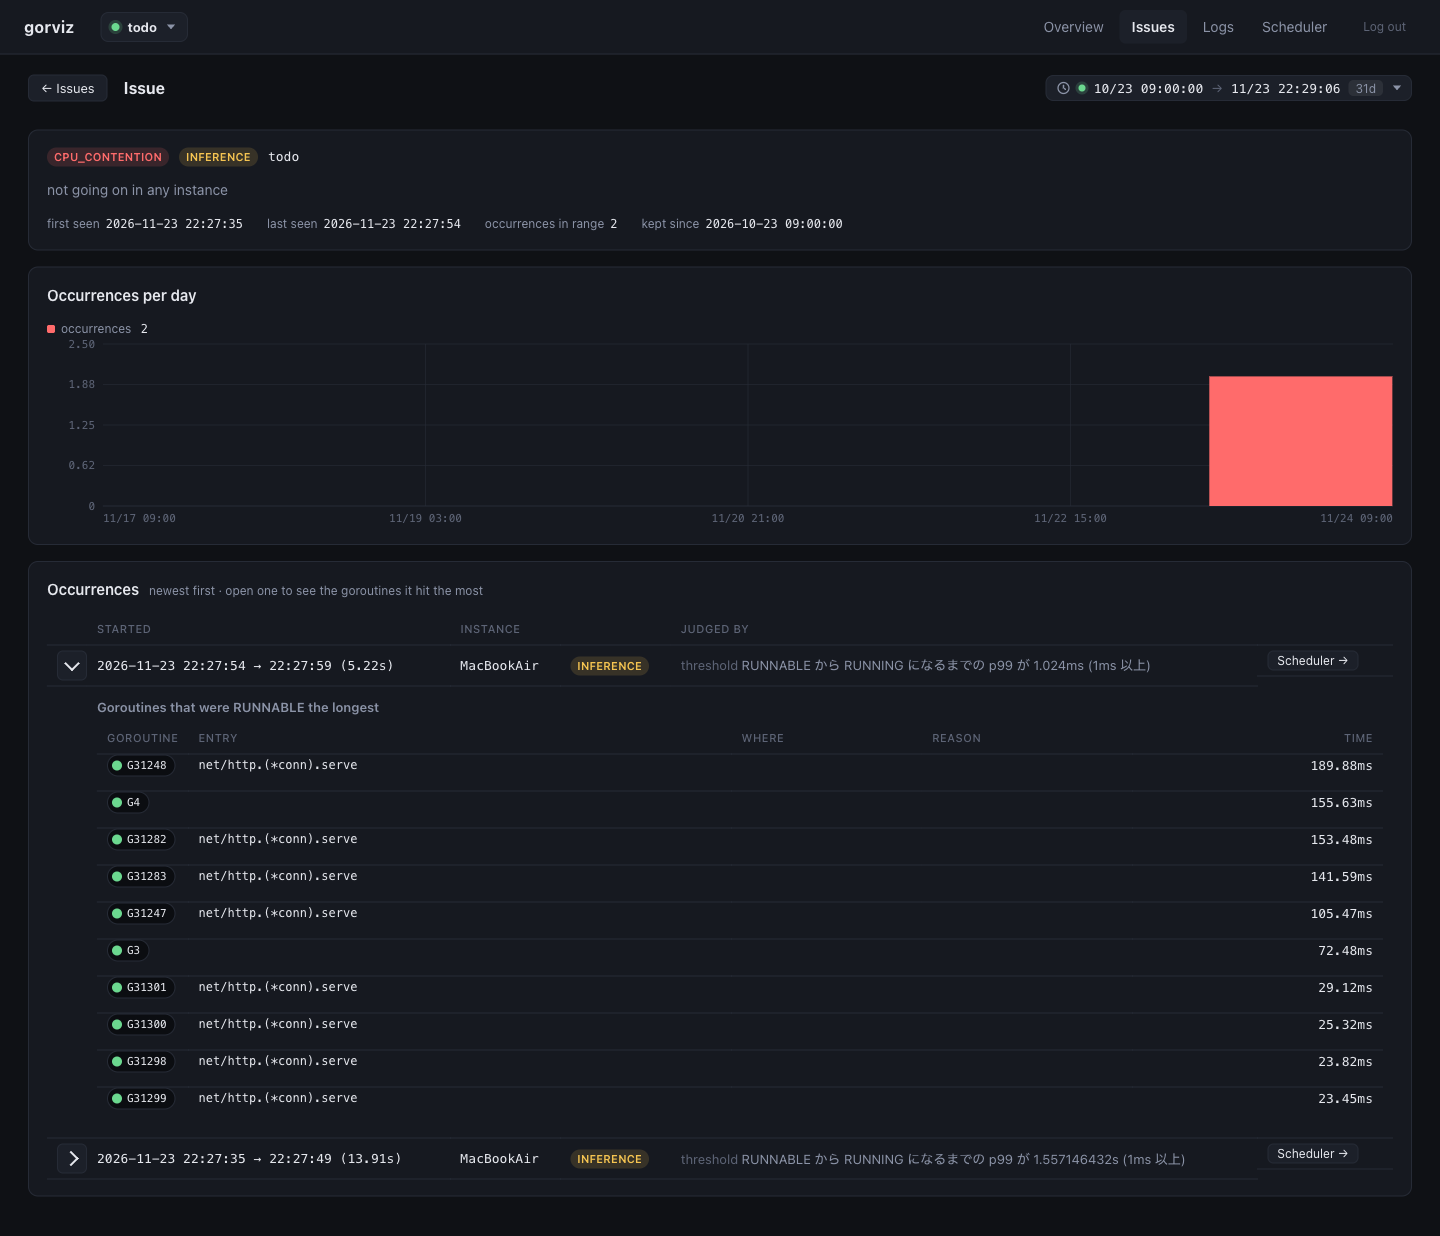 gorviz
todo
Overview Issues Logs Scheduler Log out
← Issues
Issue
10/23 09:00:00 → 11/23 22:29:06 31d
CPU_CONTENTION INFERENCE todo
not going on in any instance
first seen 2026-11-23 22:27:35 last seen 2026-11-23 22:27:54 occurrences in range 2 kept since 2026-10-23 09:00:00
Occurrences per day
occurrences 2
2.50
1.88
1.25
0.62
0
11/17 09:00 11/19 03:00 11/20 21:00 11/22 15:00 11/24 09:00
Occurrences newest first · open one to see the goroutines it hit the most
STARTED INSTANCE JUDGED BY
2026-11-23 22:27:54 → 22:27:59 (5.22s) MacBookAir INFERENCE threshold RUNNABLE から RUNNING になるまでの p99 が 1.024ms (1ms 以上) Scheduler →
Goroutines that were RUNNABLE the longest
GOROUTINE ENTRY WHERE REASON TIME
G31248 net/http.(*conn).serve 189.88ms
G4 155.63ms
G31282 net/http.(*conn).serve 153.48ms
G31283 net/http.(*conn).serve 141.59ms
G31247 net/http.(*conn).serve 105.47ms
G3 72.48ms
G31301 net/http.(*conn).serve 29.12ms
G31300 net/http.(*conn).serve 25.32ms
G31298 net/http.(*conn).serve 23.82ms
G31299 net/http.(*conn).serve 23.45ms
2026-11-23 22:27:35 → 22:27:49 (13.91s) MacBookAir INFERENCE threshold RUNNABLE から RUNNING になるまでの p99 が 1.557146432s (1ms 以上) Scheduler →